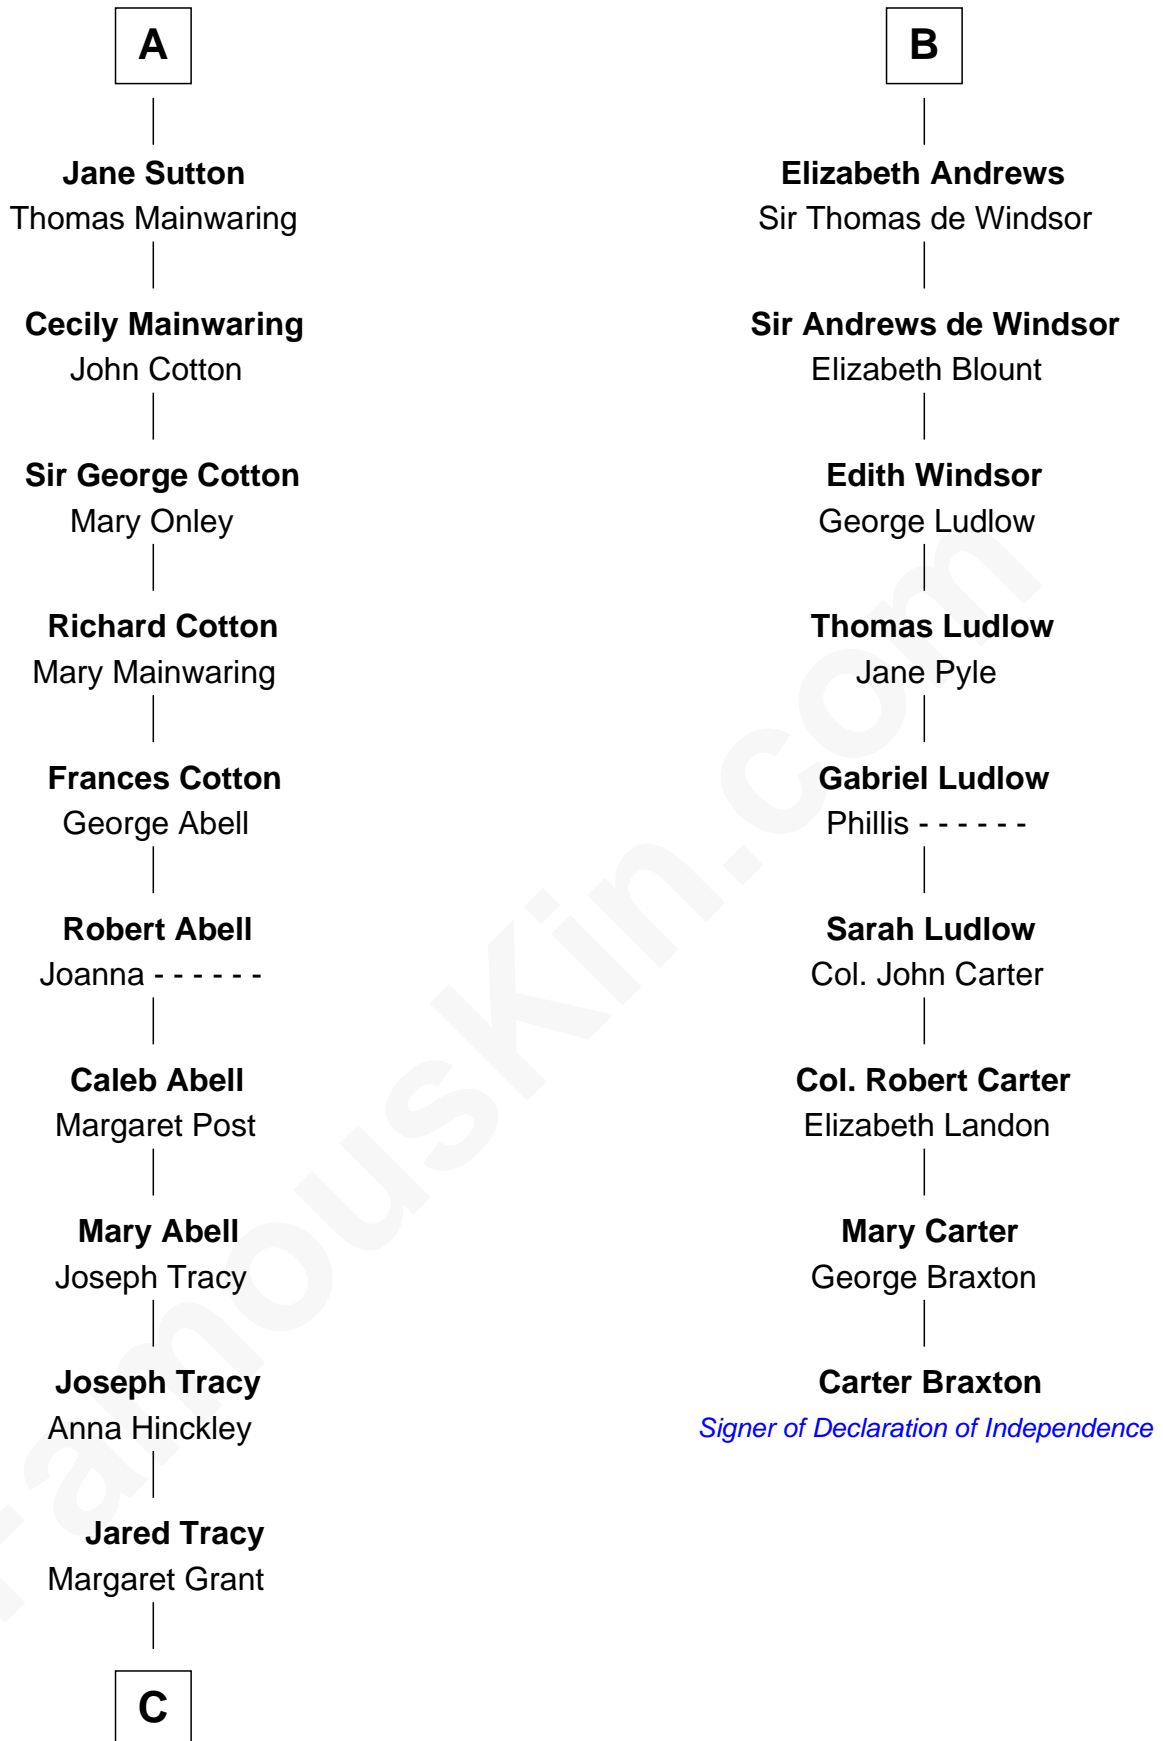 A
Jane Sutton
Thomas Mainwaring
Cecily Mainwaring
John Cotton
Sir George Cotton
Mary Onley
Richard Cotton
Mary Mainwaring
Frances Cotton
George Abell
Robert Abell
Joanna - - - - - -
Caleb Abell
Margaret Post
Mary Abell
Joseph Tracy
Joseph Tracy
Anna Hinckley
Jared Tracy
Margaret Grant
C
B
Elizabeth Andrews
Sir Thomas de Windsor
Sir Andrews de Windsor
Elizabeth Blount
Edith Windsor
George Ludlow
Thomas Ludlow
Jane Pyle
Gabriel Ludlow
Phillis - - - - - -
Sarah Ludlow
Col. John Carter
Col. Robert Carter
Elizabeth Landon
Mary Carter
George Braxton
Carter Braxton
Signer of Declaration of Independence
FamousKin.com